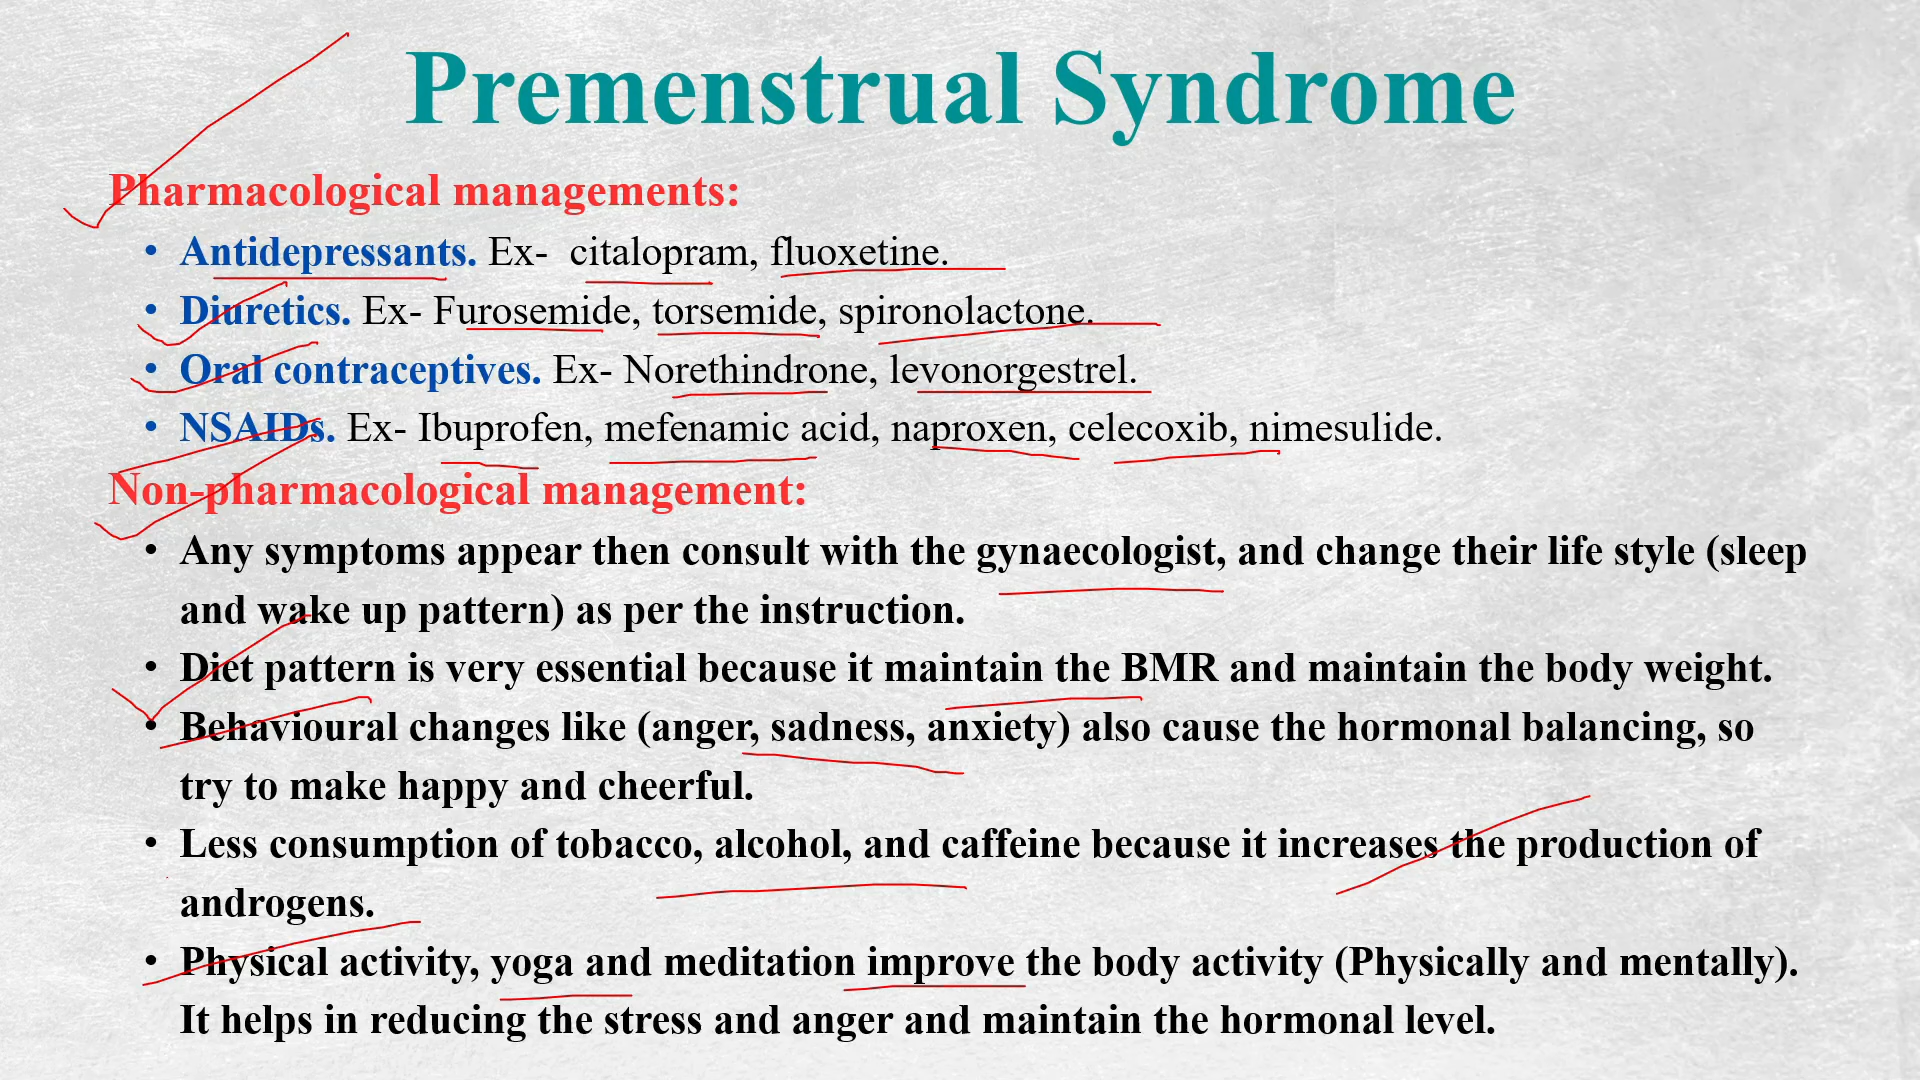 Premenstrual Syndrome
Pharmacological managements:
• Antidepressants. Ex- citalopram, fluoxetine.
• Diuretics. Ex- Furosemide, torsemide, spironolactone.
• Oral contraceptives. Ex- Norethindrone, levonorgestrel.
• NSAIDs. Ex- Ibuprofen, mefenamic acid, naproxen, celecoxib, nimesulide.
Non-pharmacological management:
• Any symptoms appear then consult with the gynaecologist, and change their life style (sleep
and wake up pattern) as per the instruction.
• Diet pattern is very essential because it maintain the BMR and maintain the body weight.
• Behavioural changes like (anger, sadness, anxiety) also cause the hormonal balancing, so
try to make happy and cheerful.
• Less consumption of tobacco, alcohol, and caffeine because it increases the production of
androgens.
• Physical activity, yoga and meditation improve the body activity (Physically and mentally).
It helps in reducing the stress and anger and maintain the hormonal level.